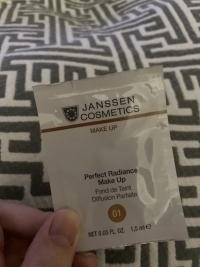 JANSSEN
COSMETICS
MAKE UP
Perfect Radiance
Make Up
Fond de Teint
Diffusion Parfaite
01
NET 0.05 FL. OZ. 1,5 ml e